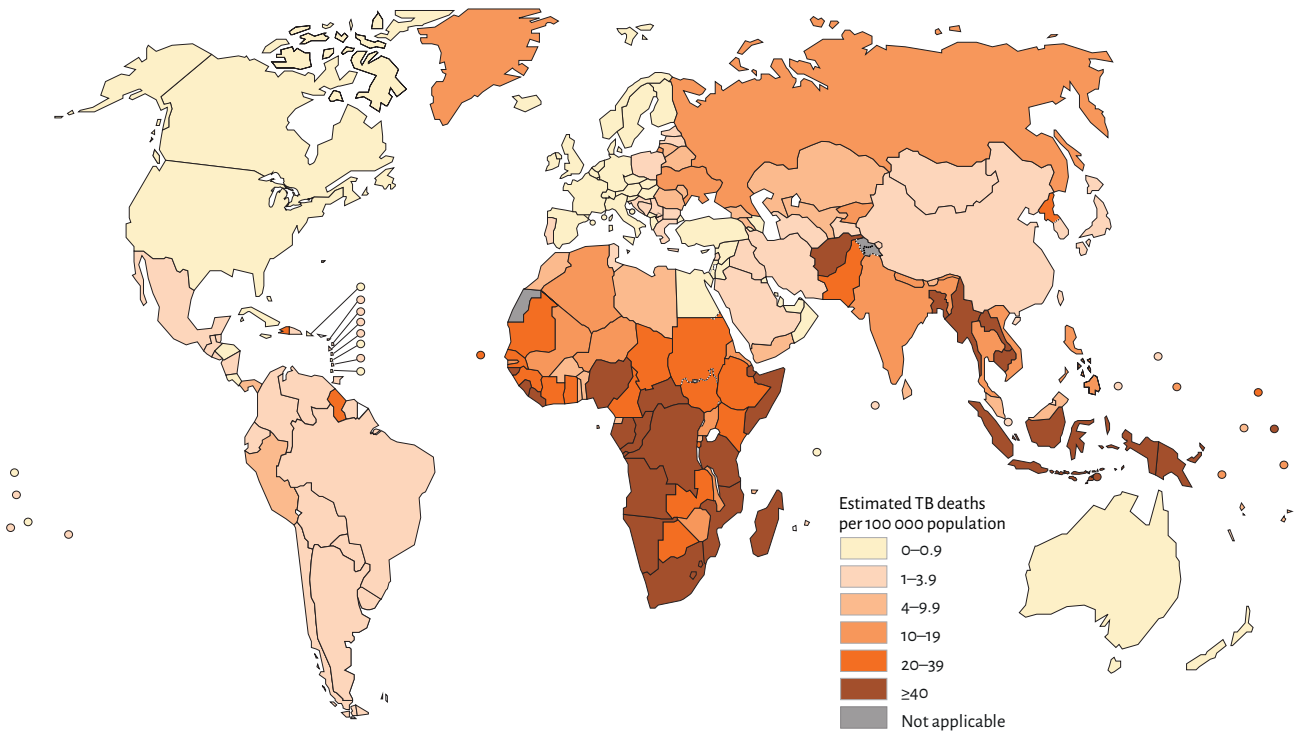 Estimated TB deaths
per 100 000 population
0–0.9
1–3.9
4–9.9
10–19
20–39
≥40
Not applicable